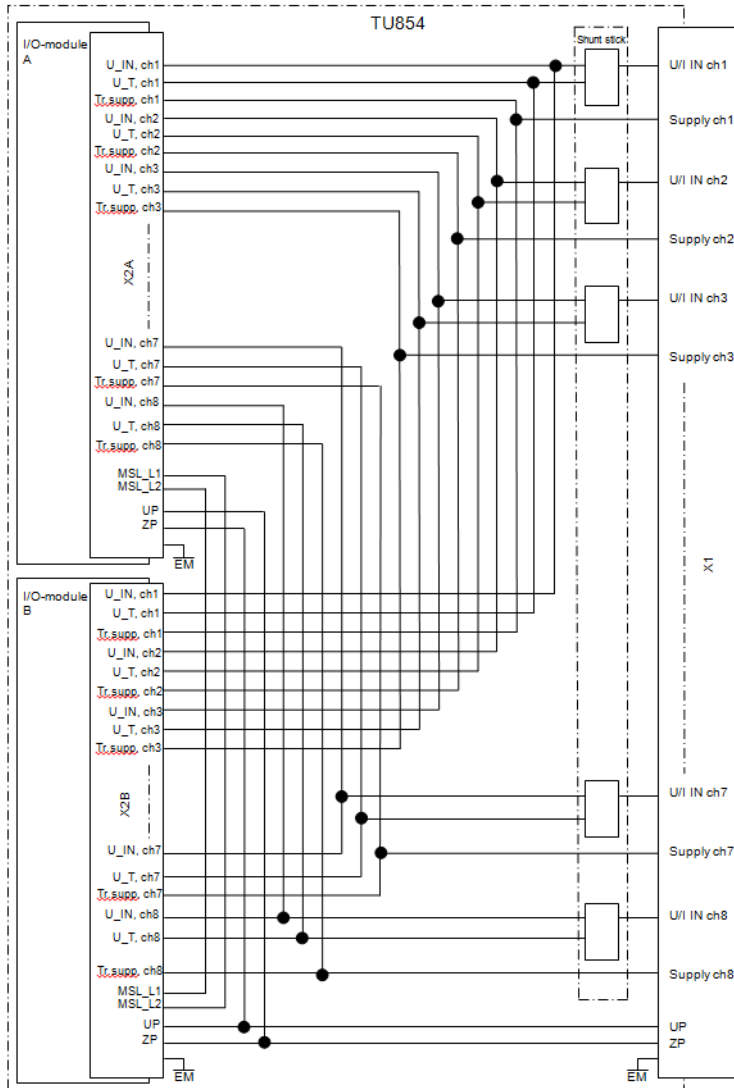 TU854
I/O-module
A
Shunt stick
U_IN, ch1
U_T, ch1
Tr.supp, ch1
U_IN, ch2
U_T, ch2
Tr.supp, ch2
U_IN, ch3
U_T, ch3
Tr.supp, ch3
X2A
U_IN, ch7
U_T, ch7
Tr.supp, ch7
U_IN, ch8
U_T, ch8
Tr.supp, ch8
MSL_L1
MSL_L2
UP
ZP
EM
I/O-module
B
U_IN, ch1
U_T, ch1
Tr.supp, ch1
U_IN, ch2
U_T, ch2
Tr.supp, ch2
U_IN, ch3
U_T, ch3
Tr.supp, ch3
X2B
U_IN, ch7
U_T, ch7
Tr.supp, ch7
U_IN, ch8
U_T, ch8
Tr.supp, ch8
MSL_L1
MSL_L2
UP
ZP
EM
U/I IN ch1
Supply ch1
U/I IN ch2
Supply ch2
U/I IN ch3
Supply ch3
X1
U/I IN ch7
Supply ch7
U/I IN ch8
Supply ch8
UP
ZP
EM